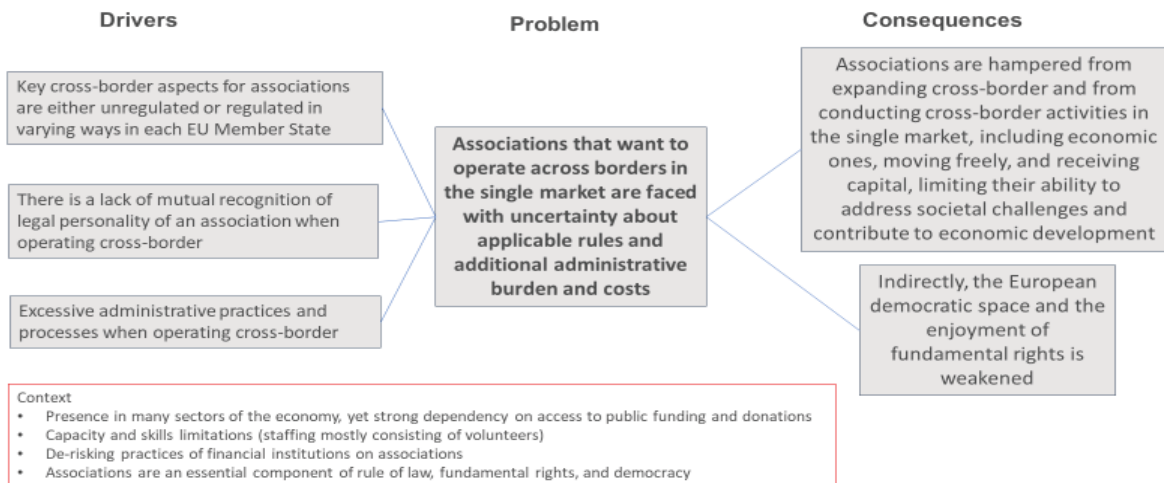 Drivers
Problem
Consequences
Key cross-border aspects for associations
are either unregulated or regulated in
varying ways in each EU Member State
There is a lack of mutual recognition of
legal personality of an association when
operating cross-border
Excessive administrative practices and
processes when operating cross-border
Associations that want to
operate across borders in
the single market are faced
with uncertainty about
applicable rules and
additional administrative
burden and costs
Associations are hampered from
expanding cross-border and from
conducting cross-border activities in
the single market, including economic
ones, moving freely, and receiving
capital, limiting their ability to
address societal challenges and
contribute to economic development
Indirectly, the European
democratic space and the
enjoyment of
fundamental rights is
weakened
Context
• Presence in many sectors of the economy, yet strong dependency on access to public funding and donations
• Capacity and skills limitations (staffing mostly consisting of volunteers)
• De-risking practices of financial institutions on associations
• Associations are an essential component of rule of law, fundamental rights, and democracy